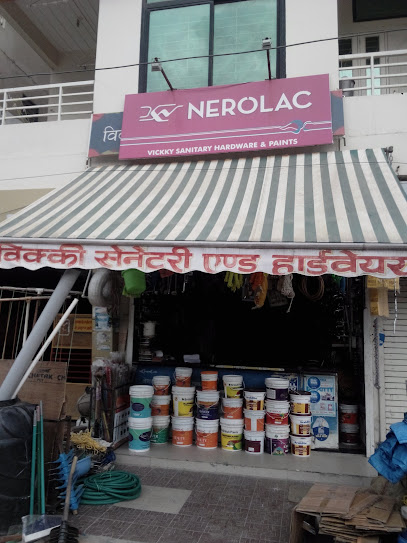 NEROLAC
VICKKY SANITARY HARDWARE & PAINTS
वि
विक्की सेनेटरी एण्ड हार्डवेयर